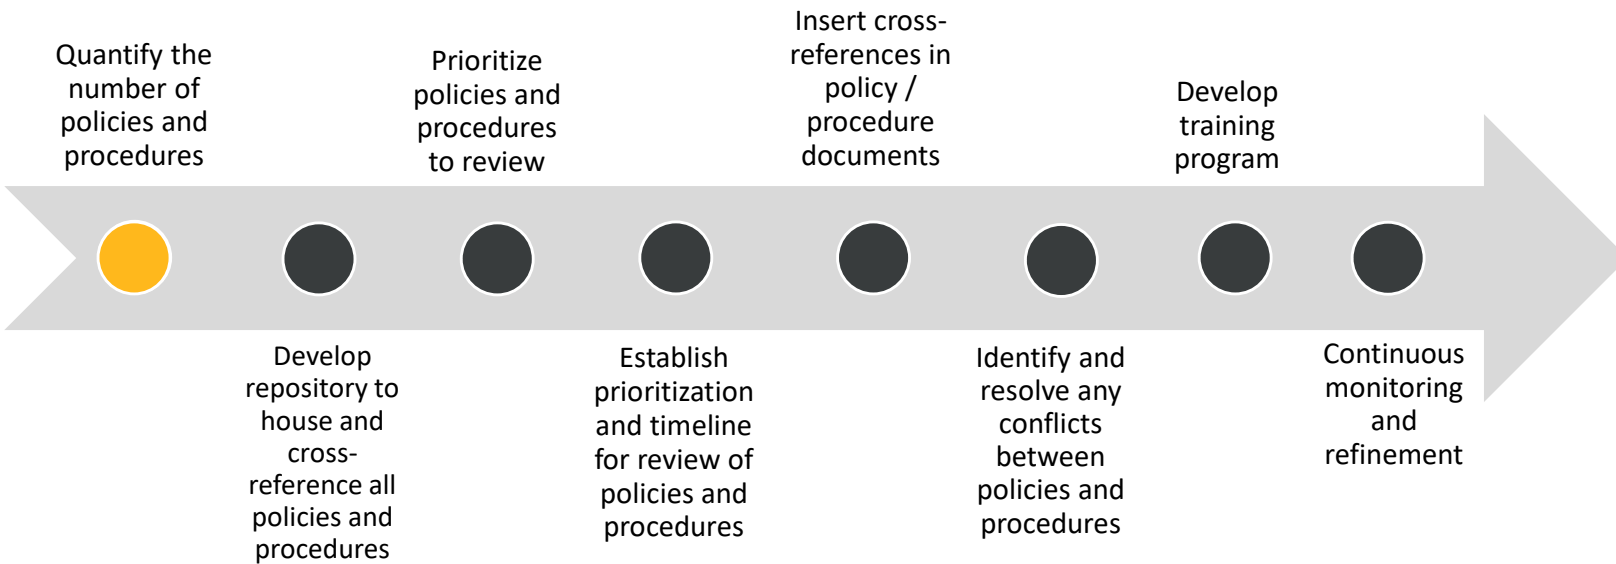 Quantify the
number of
policies and
procedures
Develop
repository to
house and
cross-
reference all
policies and
procedures
Prioritize
policies and
procedures
to review
Establish
prioritization
and timeline
for review of
policies and
procedures
Insert cross-
references in
policy /
procedure
documents
Identify and
resolve any
conflicts
between
policies and
procedures
Develop
training
program
Continuous
monitoring
and
refinement